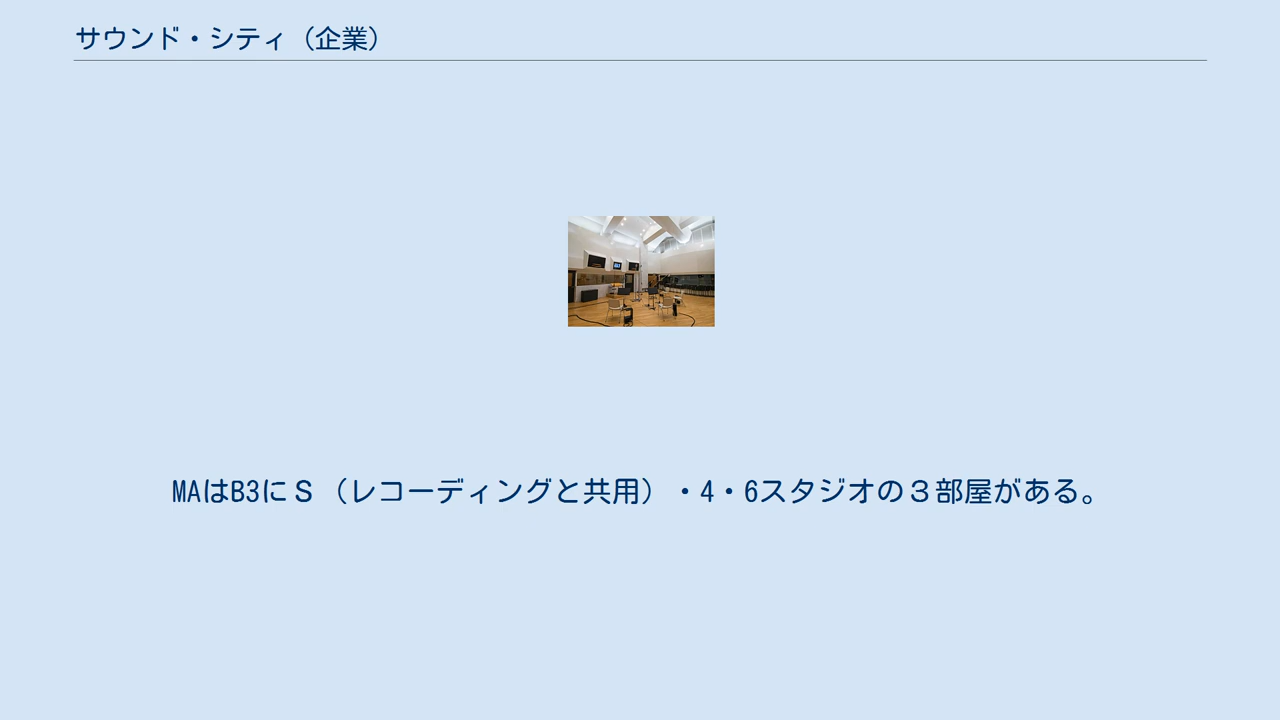 サウンド・シティ（企業）
MAはB3にＳ（レコーディングと共用）・4・6スタジオの３部屋がある。